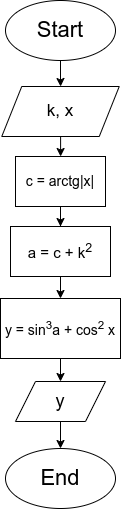 Start
k, x
c = arctg|x|
a = c + k²
y = sin³a + cos² x
y
End